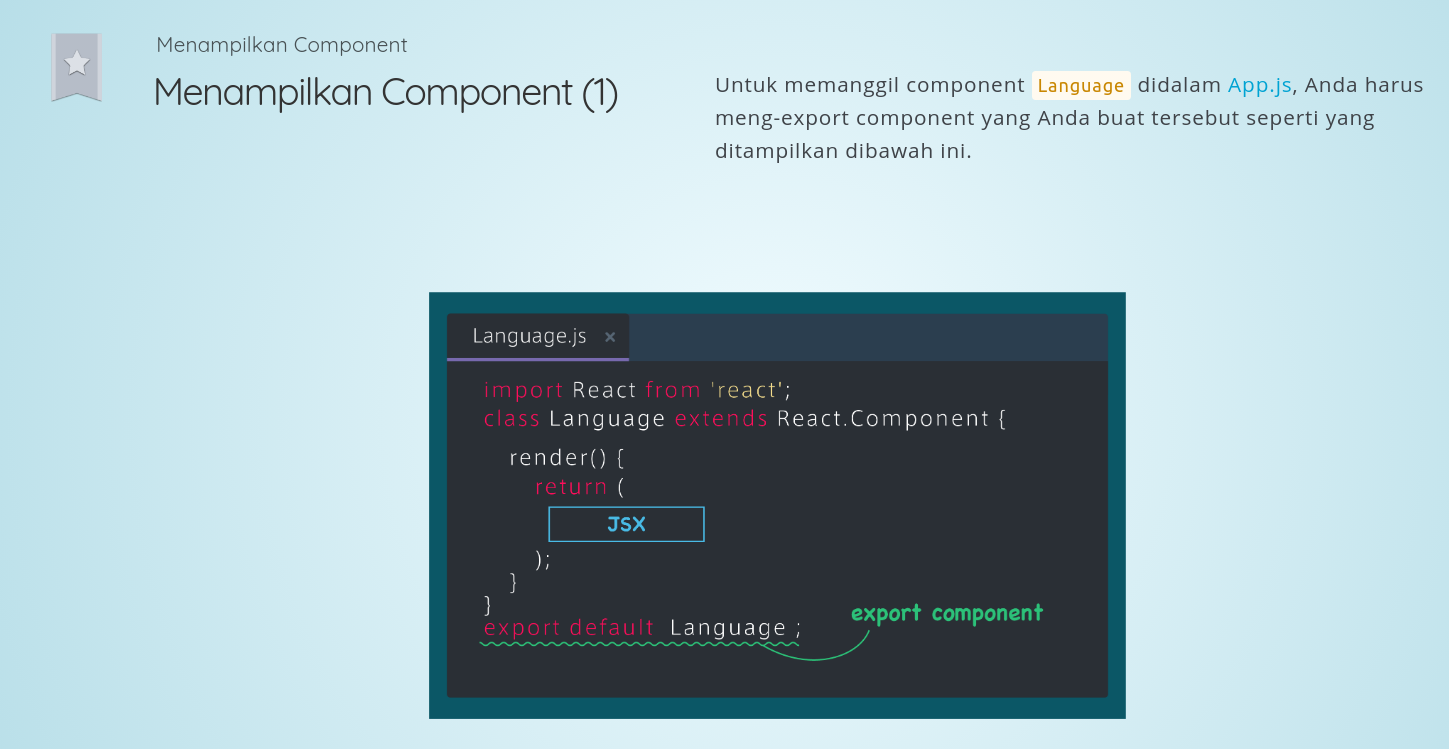 Menampilkan Component
Menampilkan Component (1)
Untuk memanggil component Language didalam App.js, Anda harus
meng-export component yang Anda buat tersebut seperti yang
ditampilkan dibawah ini.
Language.js ×
import React from 'react';
class Language extends React.Component {
render() {
return (
JSX
);
}
}
export default Language ;
export component